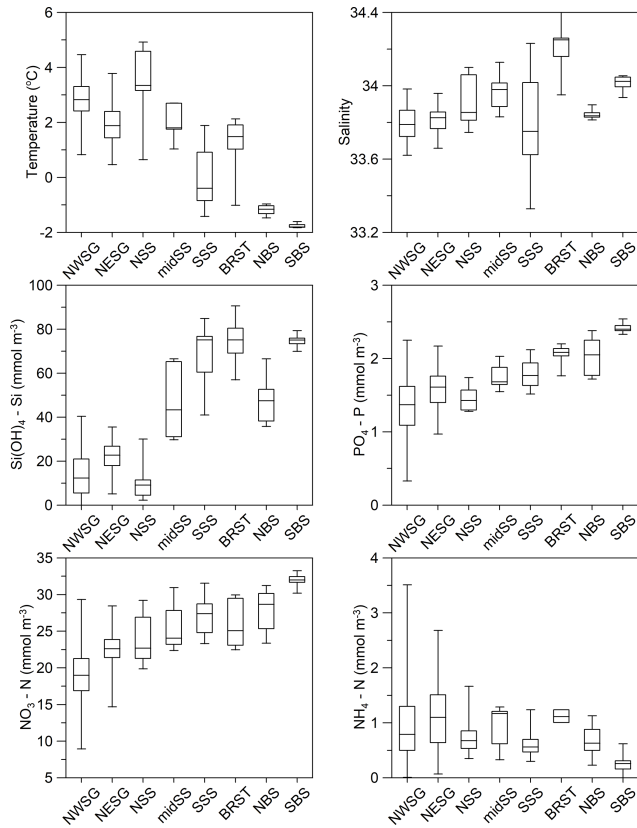 6
4
2
0
-2
Temperature (°C)
NWSG NESG NSS midSS SSS BRST NBS SBS
34.4
34
33.6
33.2
Salinity
NWSG NESG NSS midSS SSS BRST NBS SBS
100
80
60
40
20
0
Si(OH)₄ - Si (mmol m⁻³)
NWSG NESG NSS midSS SSS BRST NBS SBS
3
2
1
0
PO₄ - P (mmol m⁻³)
NWSG NESG NSS midSS SSS BRST NBS SBS
35
30
25
20
15
10
5
NO₃ - N (mmol m⁻³)
NWSG NESG NSS midSS SSS BRST NBS SBS
4
3
2
1
0
NH₄ - N (mmol m⁻³)
NWSG NESG NSS midSS SSS BRST NBS SBS